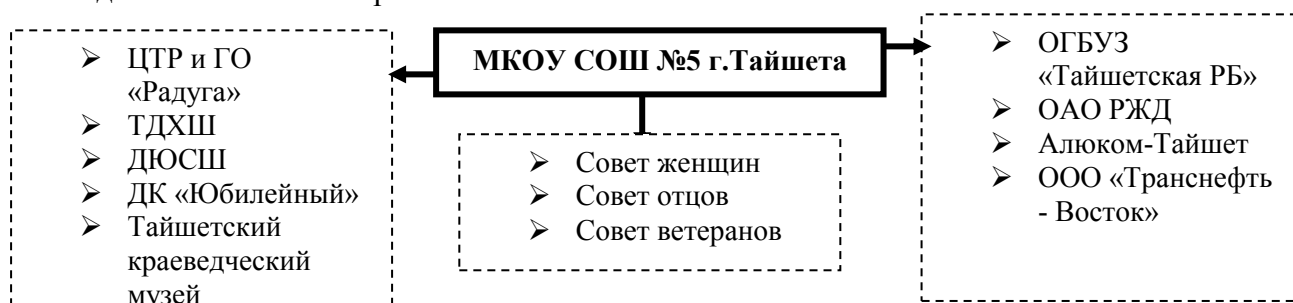 МКОУ СОШ №5 г.Тайшета
➢ ЦТР и ГО
«Радуга»
➢ ТДХШ
➢ ДЮСШ
➢ ДК «Юбилейный»
➢ Тайшетский
краеведческий
музей
➢ Совет женщин
➢ Совет отцов
➢ Совет ветеранов
➢ ОГБУЗ
«Тайшетская РБ»
➢ ОАО РЖД
➢ Алюком-Тайшет
➢ ООО «Транснефть
- Восток»